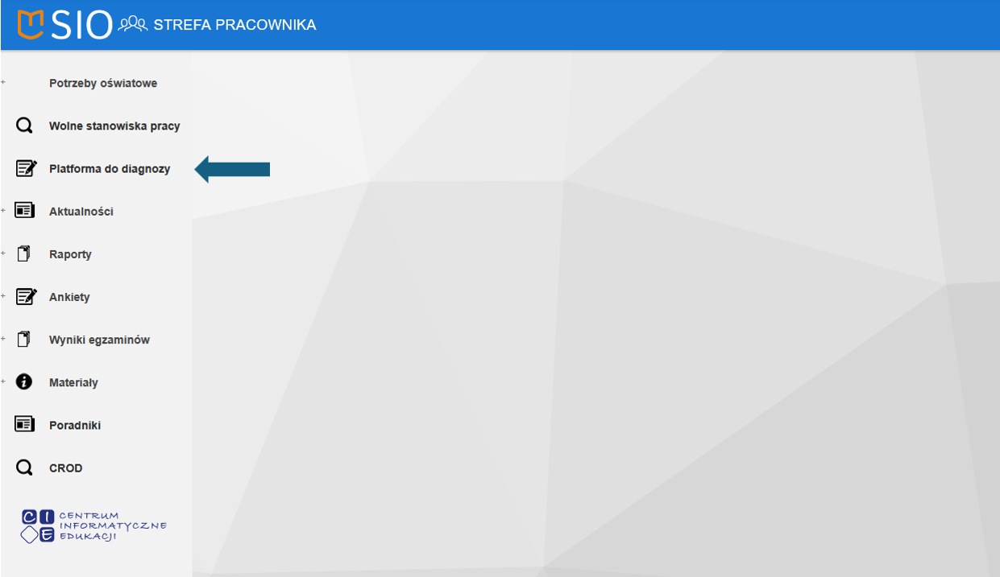 SIO STREFA PRACOWNIKA
Potrzeby oświatowe
Wolne stanowiska pracy
Platforma do diagnozy
Aktualności
Raporty
Ankiety
Wyniki egzaminów
Materiały
Poradniki
CROD
CIE CENTRUM
INFORMATYCZNE
EDUKACJI